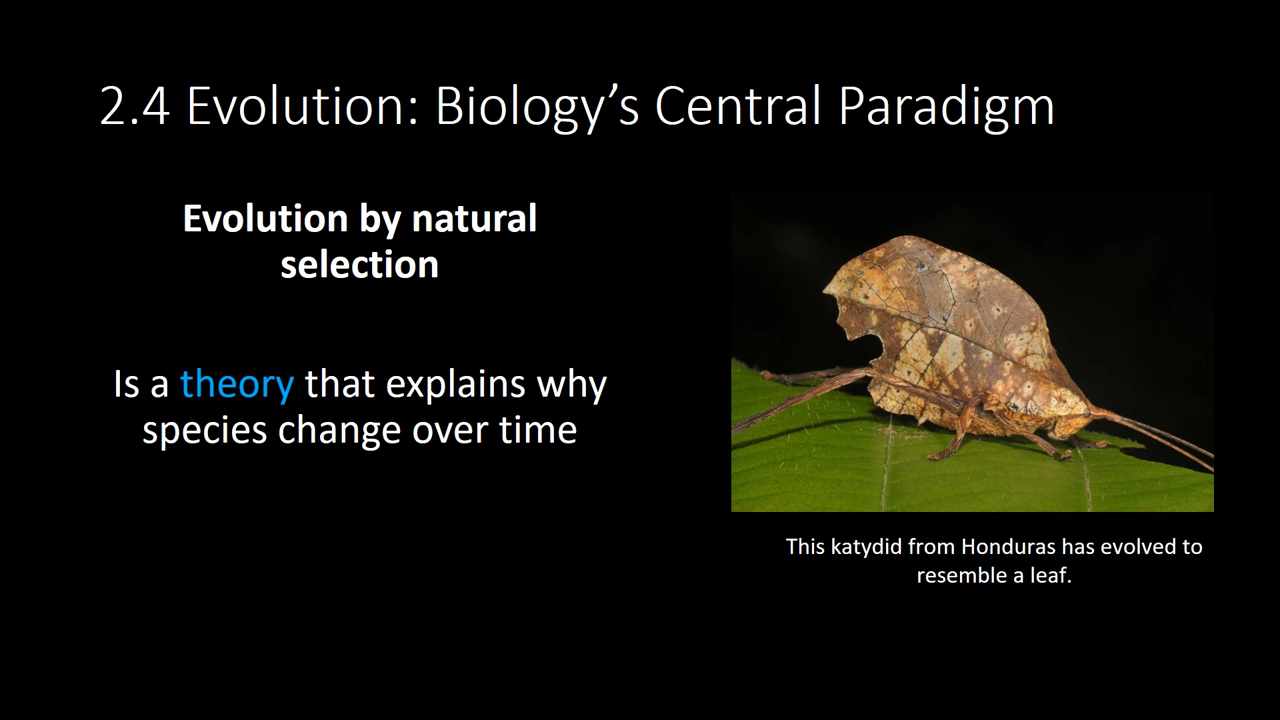 2.4 Evolution: Biology’s Central Paradigm
Evolution by natural
selection
Is a theory that explains why
species change over time
This katydid from Honduras has evolved to
resemble a leaf.